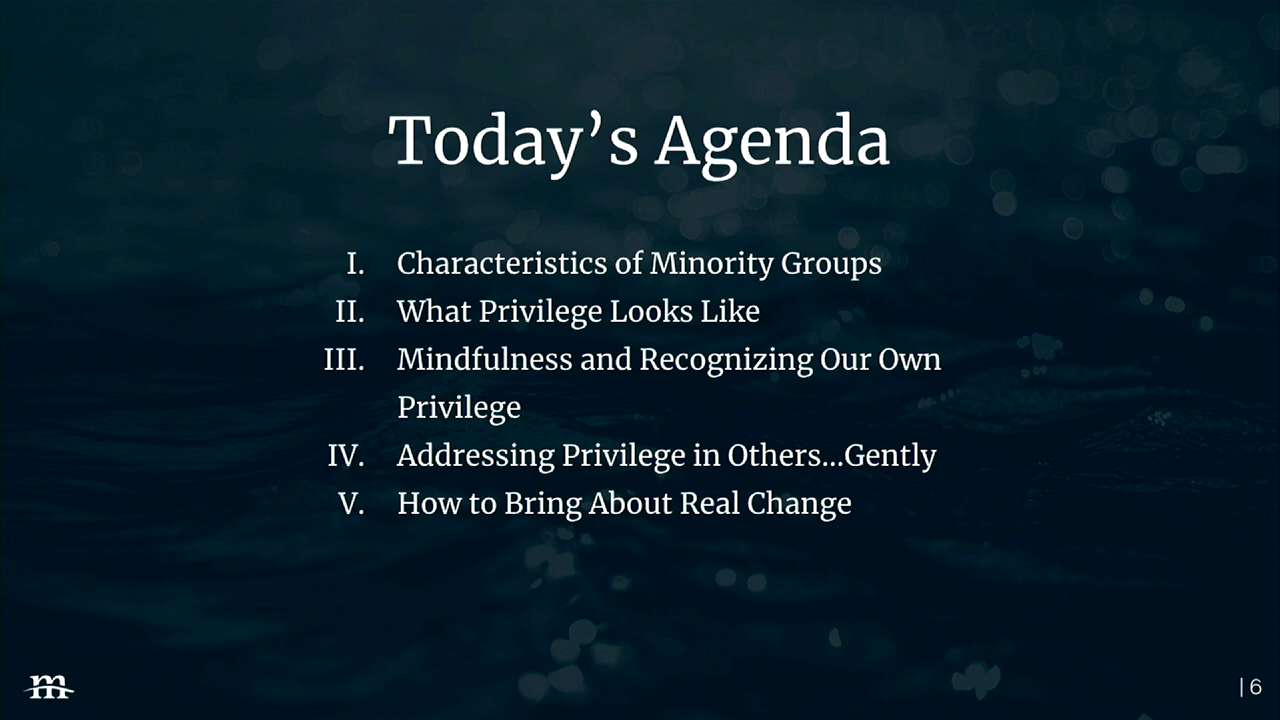 Today’s Agenda
I. Characteristics of Minority Groups
II. What Privilege Looks Like
III. Mindfulness and Recognizing Our Own
Privilege
IV. Addressing Privilege in Others...Gently
V. How to Bring About Real Change
m
| 6